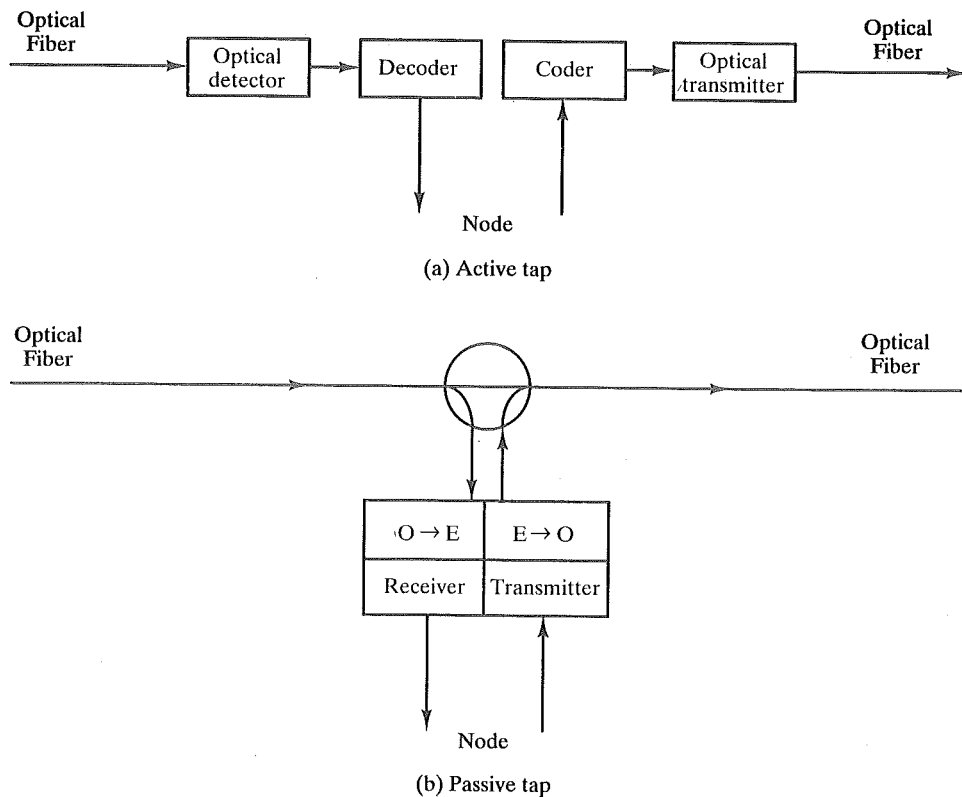 Optical
Fiber
Optical
detector
Decoder
Coder
Optical
transmitter
Optical
Fiber
Node
(a) Active tap
Optical
Fiber
Optical
Fiber
O → E
E → O
Receiver
Transmitter
Node
(b) Passive tap